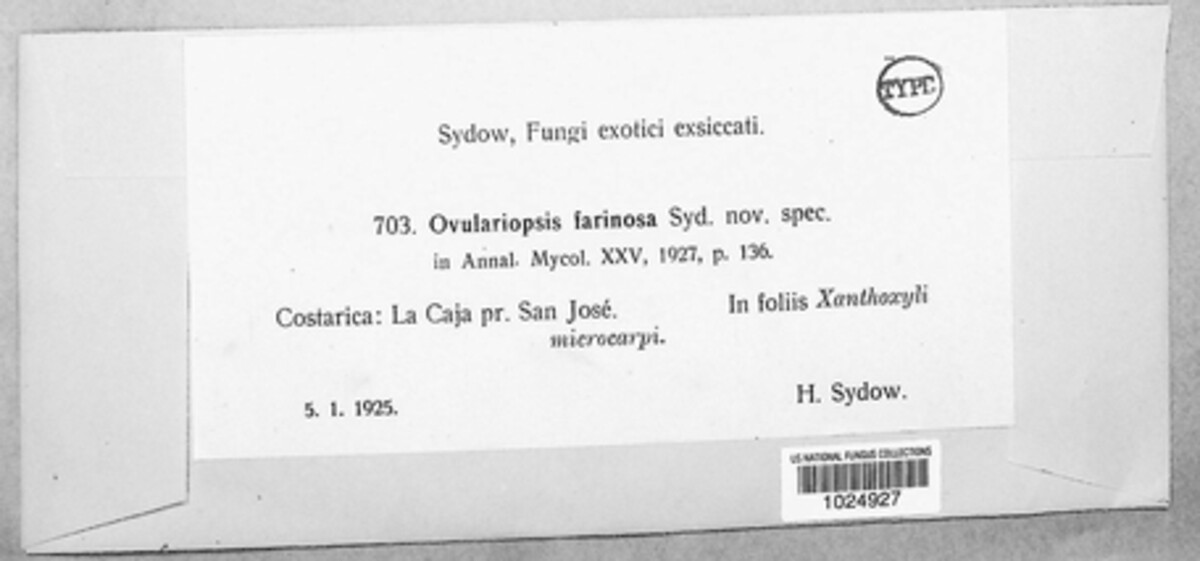 TYPE
Sydow, Fungi exotici exsiccati.
703. Ovulariopsis farinosa Syd. nov. spec.
in Annal. Mycol. XXV, 1927, p. 136.
Costarica: La Caja pr. San José. In foliis Xanthoxyli
microcarpi.
5. 1. 1925. H. Sydow.
US NATIONAL FUNGUS COLLECTIONS
1024927